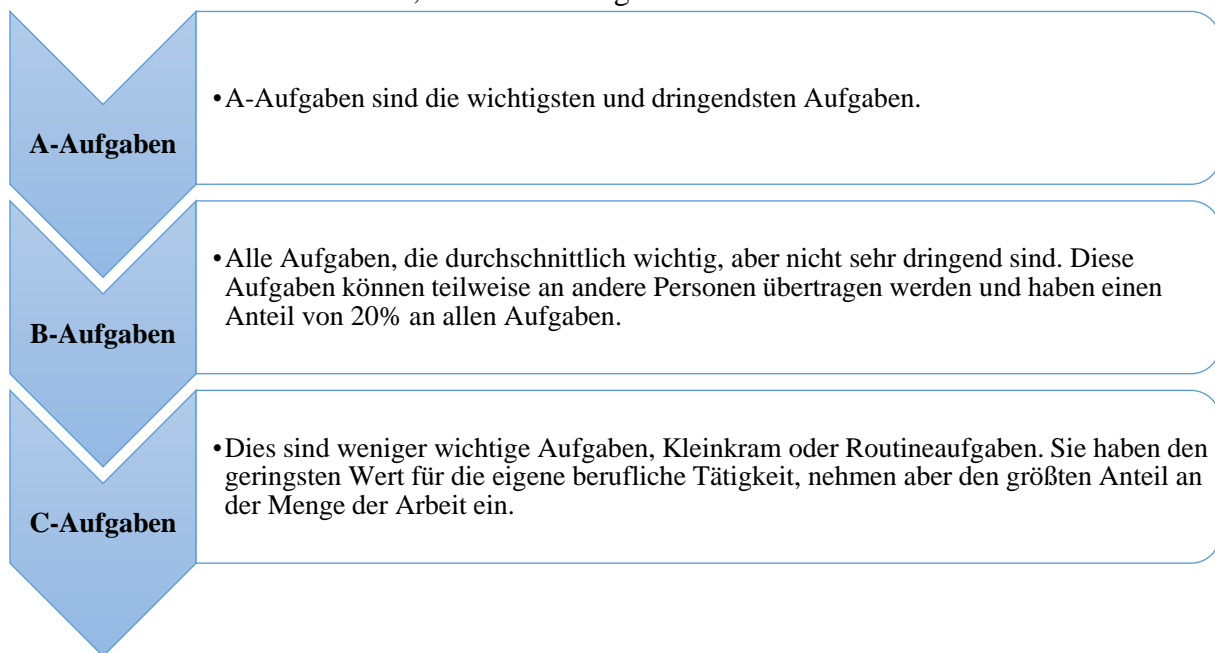 A-Aufgaben
•A-Aufgaben sind die wichtigsten und dringendsten Aufgaben.
B-Aufgaben
•Alle Aufgaben, die durchschnittlich wichtig, aber nicht sehr dringend sind. Diese
Aufgaben können teilweise an andere Personen übertragen werden und haben einen
Anteil von 20% an allen Aufgaben.
C-Aufgaben
•Dies sind weniger wichtige Aufgaben, Kleinkram oder Routineaufgaben. Sie haben den
geringsten Wert für die eigene berufliche Tätigkeit, nehmen aber den größten Anteil an
der Menge der Arbeit ein.